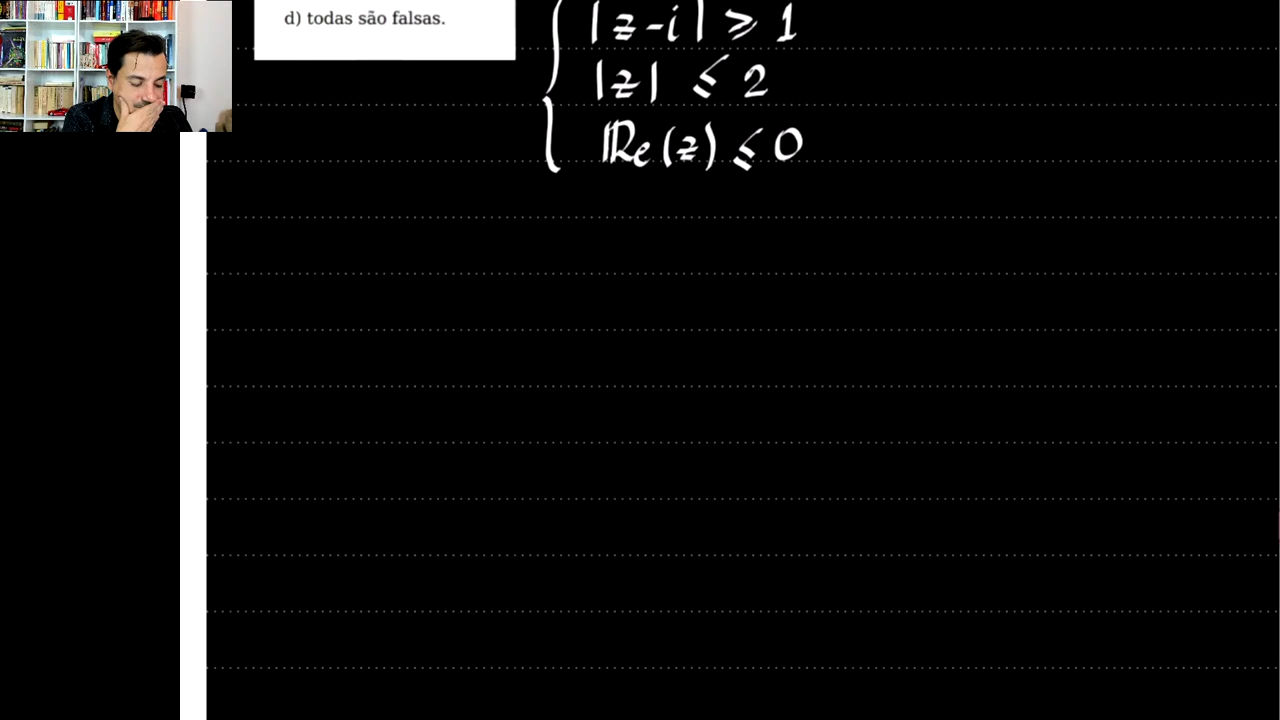 d) todas são falsas.
|z-i| ⩾ 1
|z| ⩽ 2
Re(z) ⩽ 0